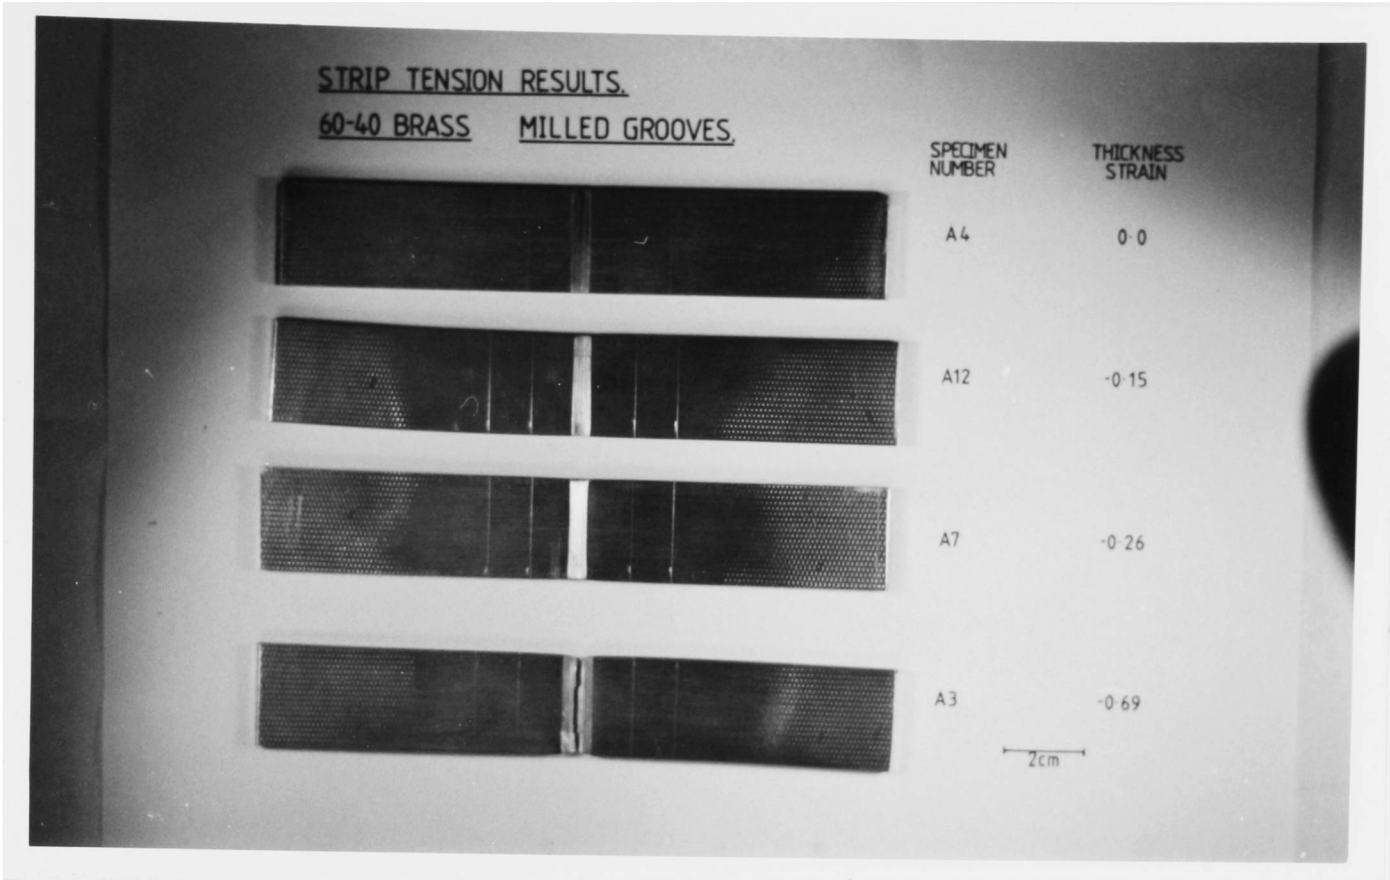 STRIP TENSION RESULTS.
60-40 BRASS MILLED GROOVES.
SPECIMEN NUMBER
THICKNESS STRAIN
A4 0·0
A12 -0·15
A7 -0·26
A3 -0·69
2cm